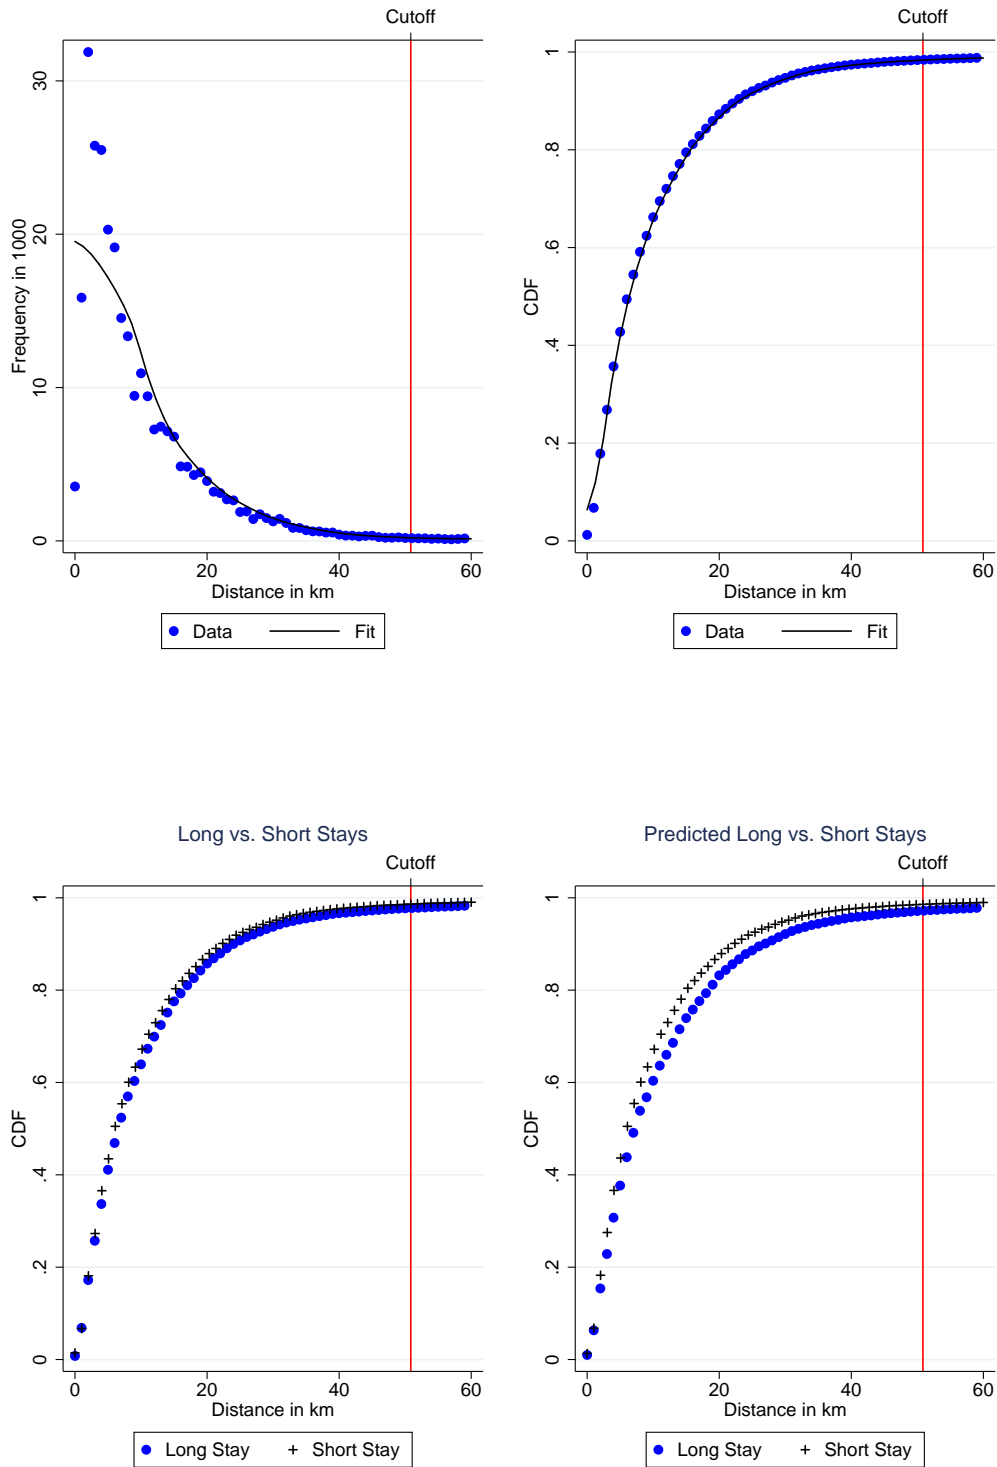 Cutoff
Frequency in 1000
0
10
20
30
0
20
40
60
Distance in km
Data
Fit
Cutoff
CDF
0
.2
.4
.6
.8
1
0
20
40
60
Distance in km
Data
Fit
Long vs. Short Stays
Cutoff
CDF
0
.2
.4
.6
.8
1
0
20
40
60
Distance in km
Long Stay
Short Stay
Predicted Long vs. Short Stays
Cutoff
CDF
0
.2
.4
.6
.8
1
0
20
40
60
Distance in km
Long Stay
Short Stay